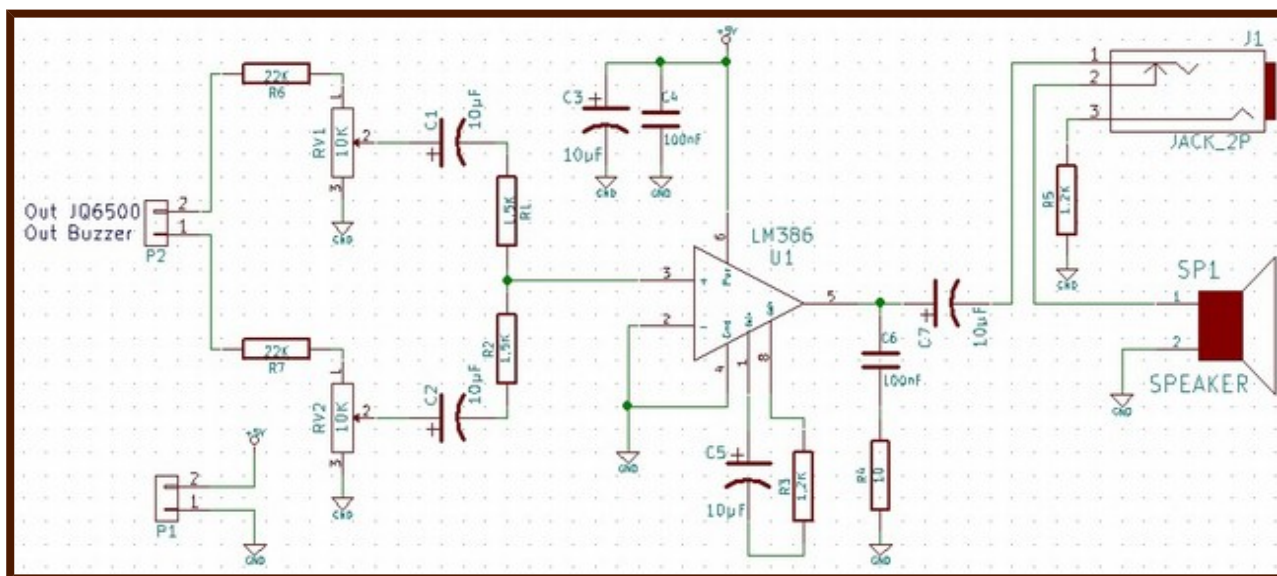 +9V
J1
1
2
3
JACK_2P
22K
R6
1
RV1
10K
2
3
GND
C1
10µF
1.5K
R1
C3
10µF
GND
C4
100nF
GND
Out JQ6500
Out Buzzer
2
1
P2
LM386
U1
6
3
2
5
4
1
8
+
-
Gnd
R5
1.2K
GND
SP1
1
2
SPEAKER
GND
C7
10µF
C6
100nF
R4
10
GND
22K
R7
1
RV2
10K
2
3
GND
C2
10µF
R2
1.5K
GND
C5
10µF
R3
1.2K
+9V
2
1
P1
GND